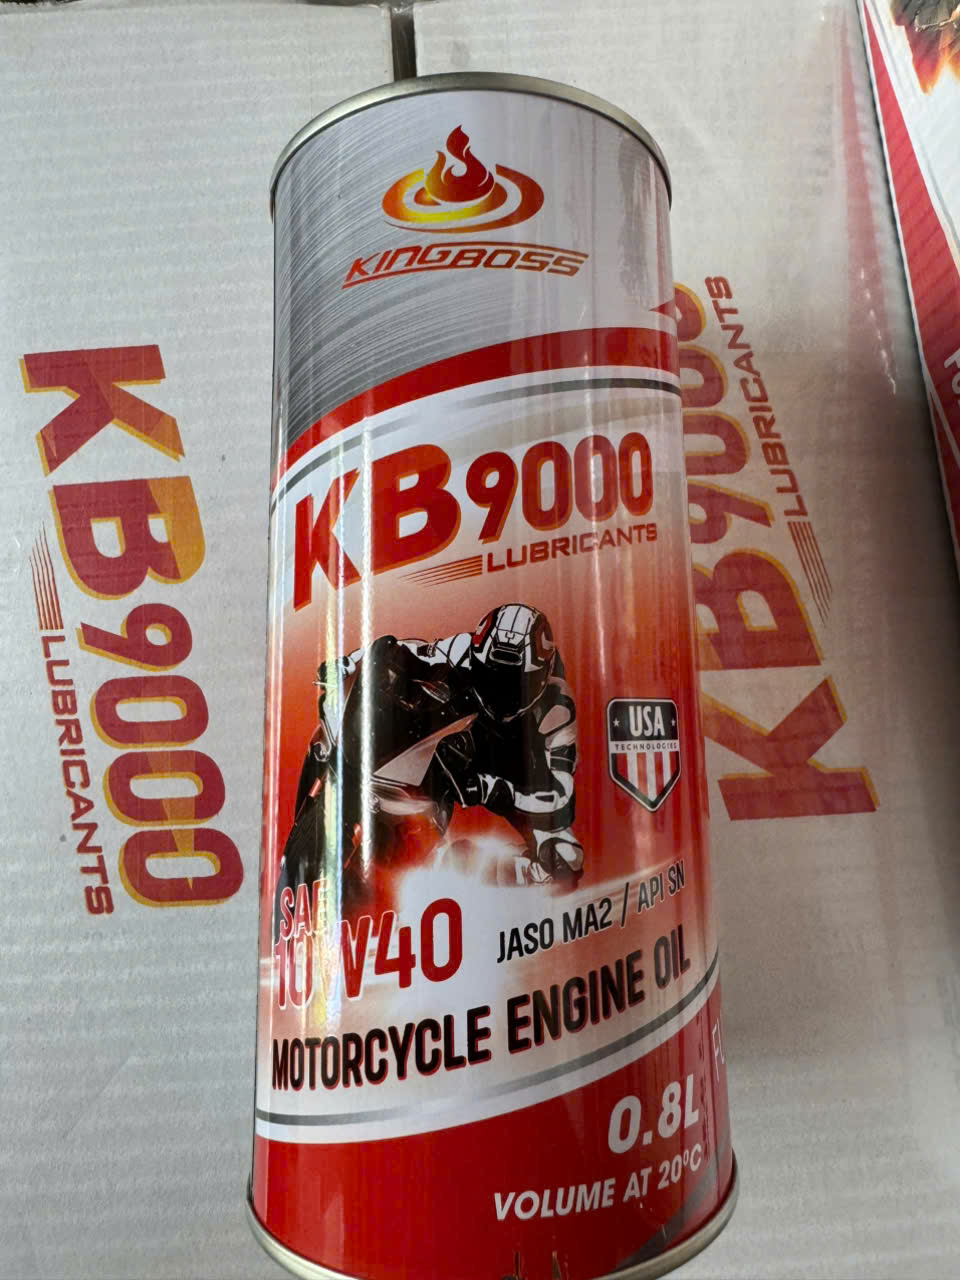 KINGBOSS
KB9000
LUBRICANTS
USA
TECHNOLOGIES
SAE
10W40
JASO MA2 / API SN
MOTORCYCLE ENGINE OIL
0.8L
VOLUME AT 20°C
KB9000
LUBRICANTS
KB9000
LUBRICANTS